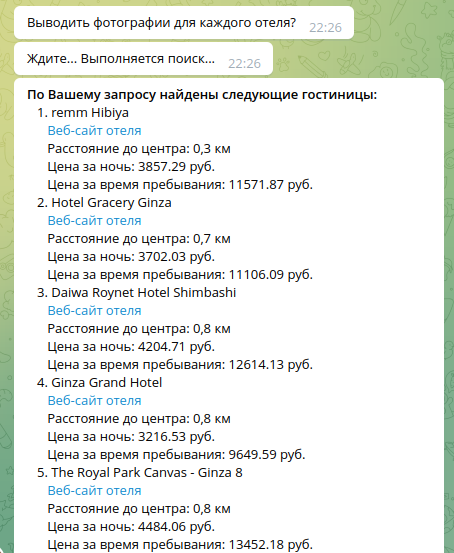 Выводить фотографии для каждого отеля?
22:26
Ждите... Выполняется поиск...
22:26
По Вашему запросу найдены следующие гостиницы:
1. remm Hibiya
Веб-сайт отеля
Расстояние до центра: 0,3 км
Цена за ночь: 3857.29 руб.
Цена за время пребывания: 11571.87 руб.
2. Hotel Gracery Ginza
Веб-сайт отеля
Расстояние до центра: 0,7 км
Цена за ночь: 3702.03 руб.
Цена за время пребывания: 11106.09 руб.
3. Daiwa Roynet Hotel Shimbashi
Веб-сайт отеля
Расстояние до центра: 0,8 км
Цена за ночь: 4204.71 руб.
Цена за время пребывания: 12614.13 руб.
4. Ginza Grand Hotel
Веб-сайт отеля
Расстояние до центра: 0,8 км
Цена за ночь: 3216.53 руб.
Цена за время пребывания: 9649.59 руб.
5. The Royal Park Canvas - Ginza 8
Веб-сайт отеля
Расстояние до центра: 0,8 км
Цена за ночь: 4484.06 руб.
Цена за время пребывания: 13452.18 руб.